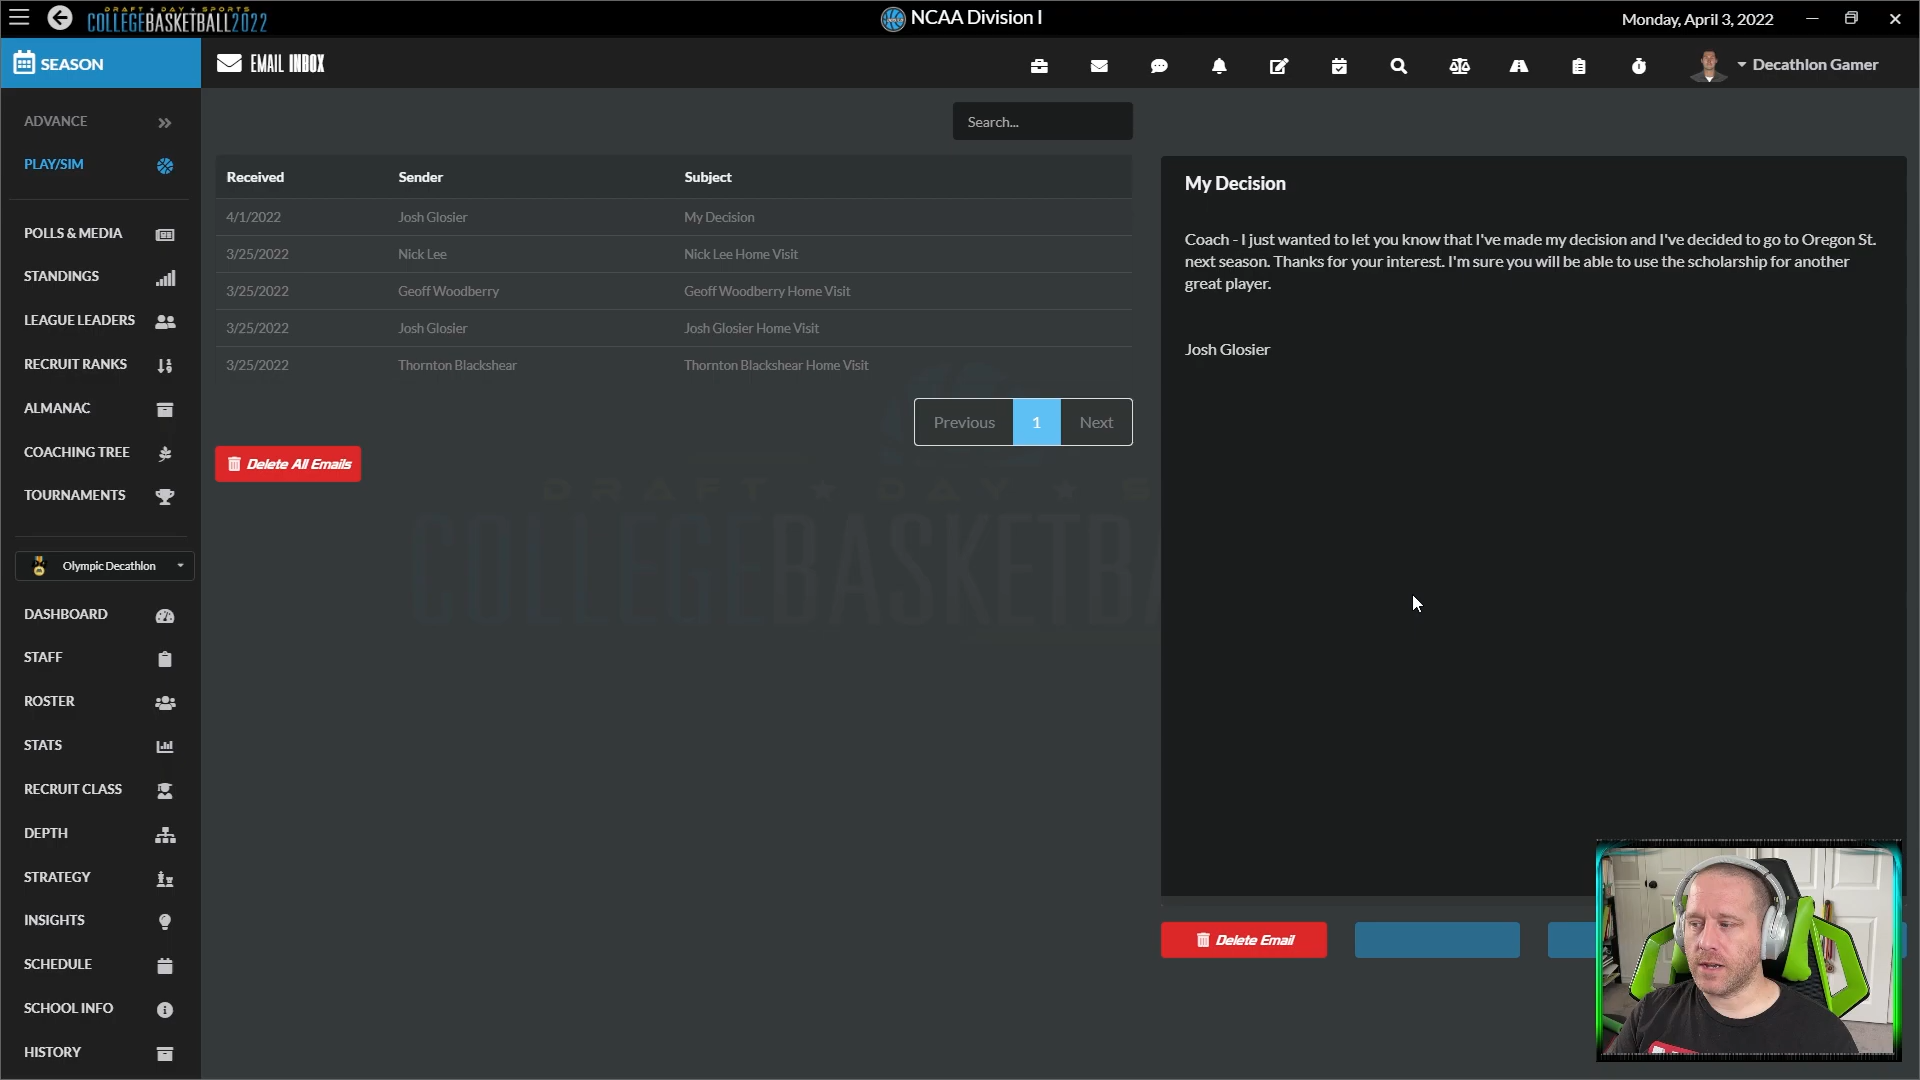 DRAFT • DAY • SPORTS
COLLEGE BASKETBALL 2022
NCAA Division I
Monday, April 3, 2022
SEASON
EMAIL INBOX
Decathlon Gamer
ADVANCE
PLAY/SIM
POLLS & MEDIA
STANDINGS
LEAGUE LEADERS
RECRUIT RANKS
ALMANAC
COACHING TREE
TOURNAMENTS
Olympic Decathlon
DASHBOARD
STAFF
ROSTER
STATS
RECRUIT CLASS
DEPTH
STRATEGY
INSIGHTS
SCHEDULE
SCHOOL INFO
HISTORY
Search...
Received Sender Subject
4/1/2022 Josh Glosier My Decision
3/25/2022 Nick Lee Nick Lee Home Visit
3/25/2022 Geoff Woodberry Geoff Woodberry Home Visit
3/25/2022 Josh Glosier Josh Glosier Home Visit
3/25/2022 Thornton Blackshear Thornton Blackshear Home Visit
Previous 1 Next
Delete All Emails
DRAFT ★ DAY ★ S
COLLEGEBASKETBA
My Decision
Coach - I just wanted to let you know that I've made my decision and I've decided to go to Oregon St.
next season. Thanks for your interest. I'm sure you will be able to use the scholarship for another
great player.
Josh Glosier
Delete Email